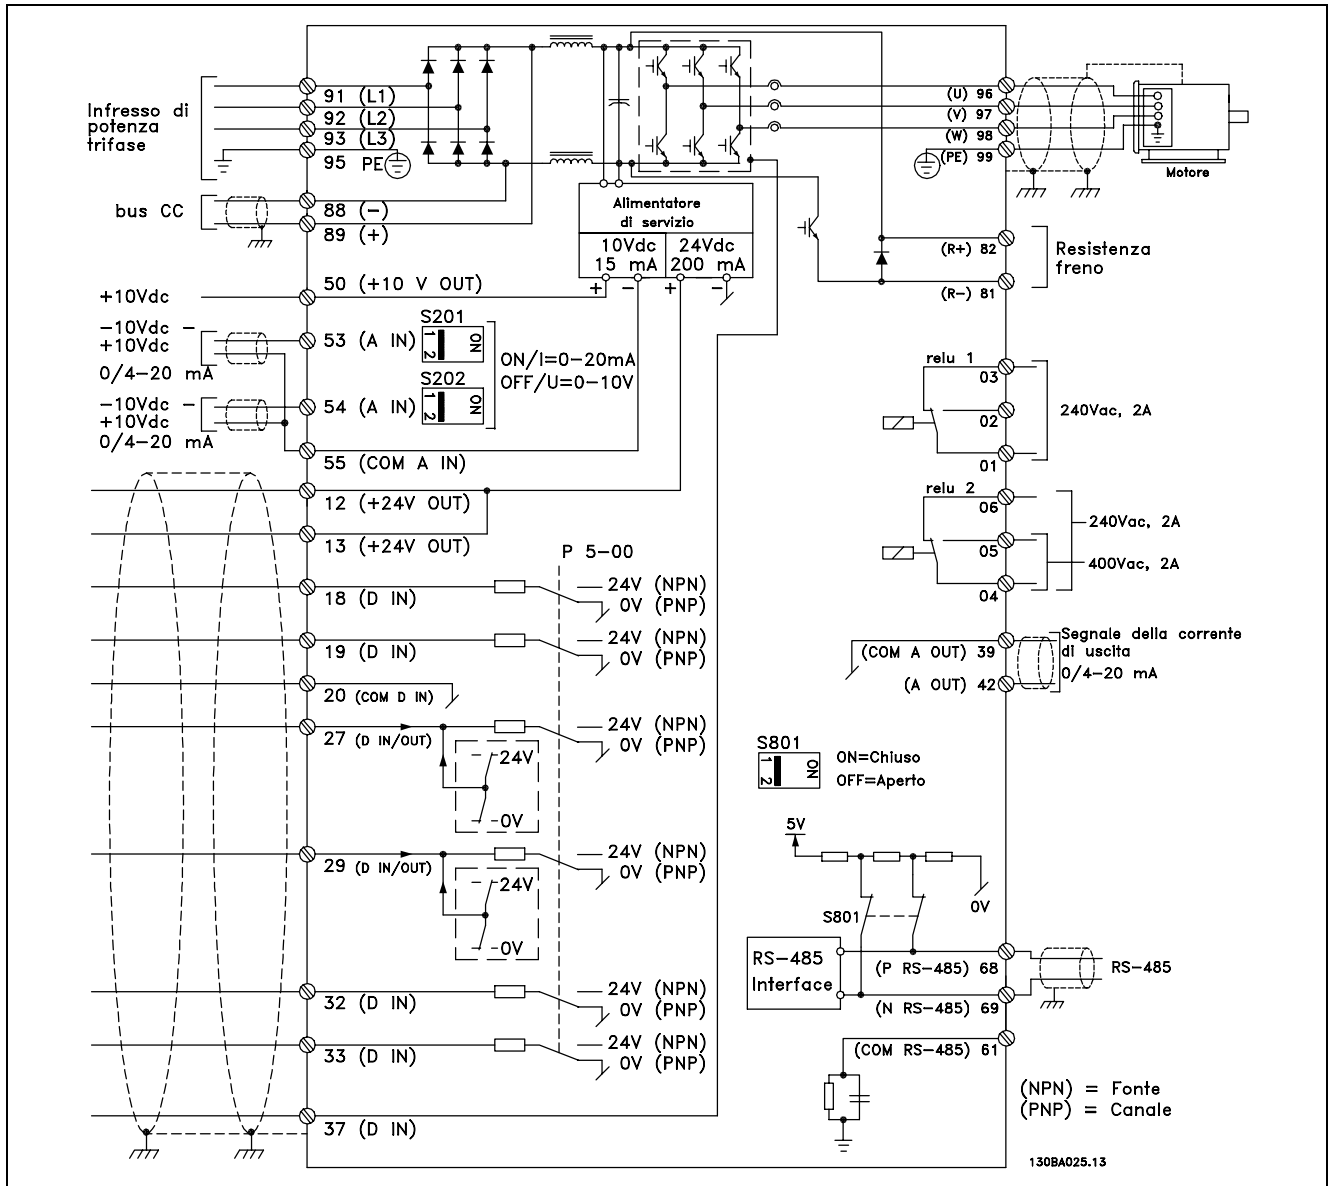 Infresso di
potenza
trifase
91 (L1)
92 (L2)
93 (L3)
95 PE
bus CC
88 (-)
89 (+)
+10Vdc
50 (+10 V OUT)
-10Vdc -
+10Vdc
0/4-20 mA
53 (A IN)
S201
1
2
ON
ON/I=0-20mA
OFF/U=0-10V
-10Vdc -
+10Vdc
0/4-20 mA
54 (A IN)
S202
1
2
ON
55 (COM A IN)
12 (+24V OUT)
13 (+24V OUT)
P 5-00
18 (D IN)
24V (NPN)
0V (PNP)
19 (D IN)
24V (NPN)
0V (PNP)
20 (COM D IN)
27 (D IN/OUT)
24V (NPN)
0V (PNP)
24V
0V
29 (D IN/OUT)
24V (NPN)
0V (PNP)
24V
0V
32 (D IN)
24V (NPN)
0V (PNP)
33 (D IN)
24V (NPN)
0V (PNP)
37 (D IN)
Alimentatore
di servizio
10Vdc
15 mA
24Vdc
200 mA
+ - + -
(U) 96
(V) 97
(W) 98
(PE) 99
Motore
(R+) 82
(R-) 81
Resistenza
freno
relu 1
03
02
01
240Vac, 2A
relu 2
06
05
04
240Vac, 2A
400Vac, 2A
(COM A OUT) 39
(A OUT) 42
Segnale della corrente
di uscita
0/4-20 mA
S801
1
2
ON
ON=Chiuso
OFF=Aperto
5V
0V
S801
RS-485
Interface
(P RS-485) 68
(N RS-485) 69
(COM RS-485) 61
RS-485
(NPN) = Fonte
(PNP) = Canale
130BA025.13